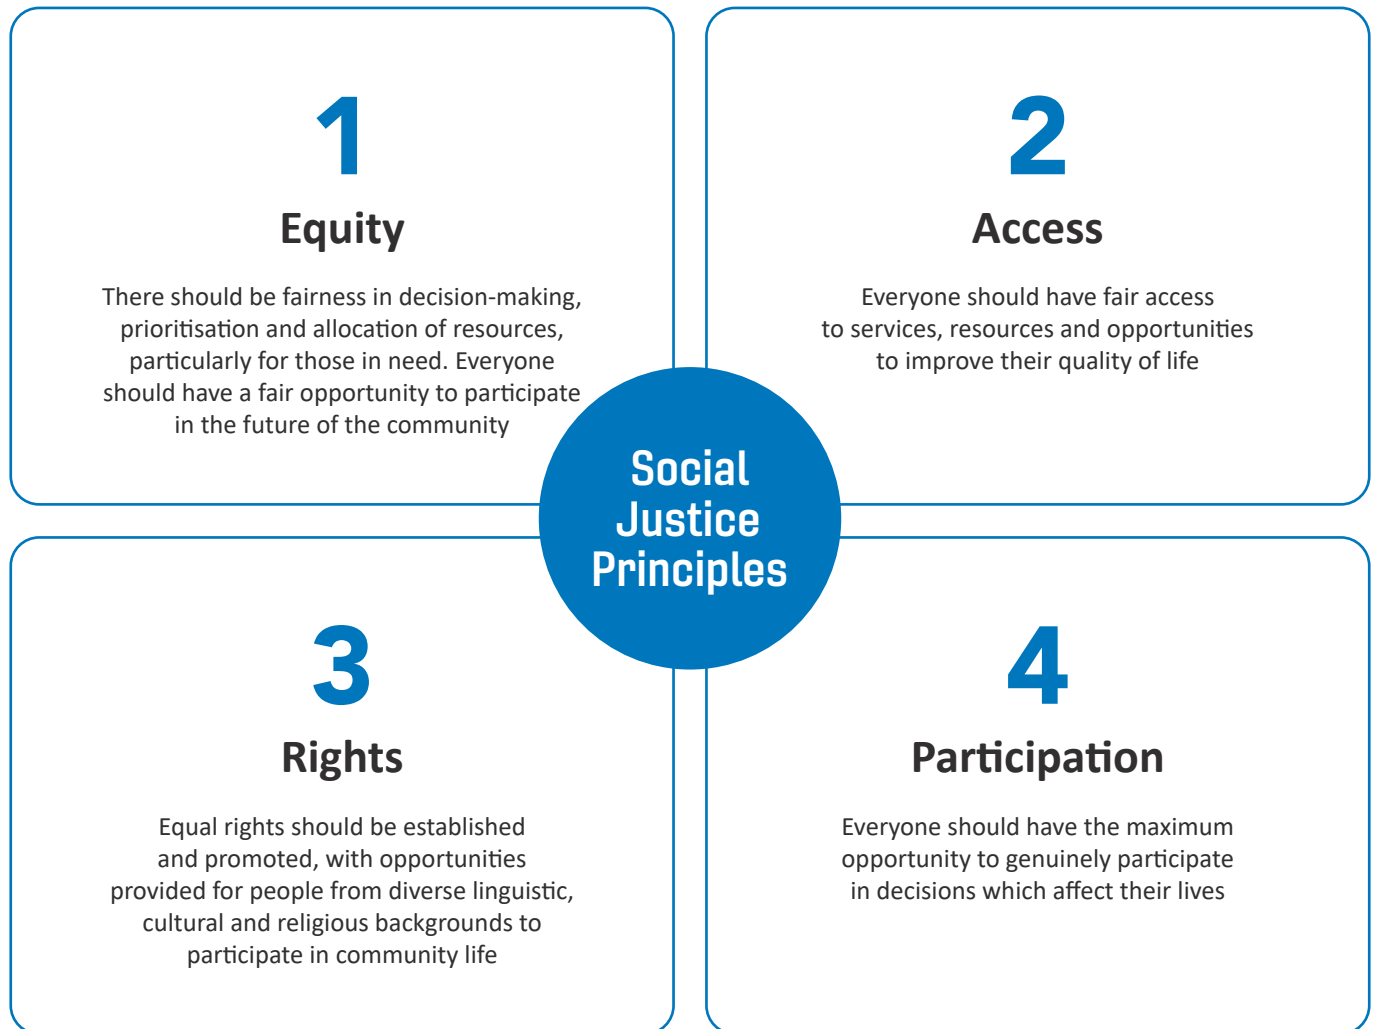 1
Equity
There should be fairness in decision-making,
prioritisation and allocation of resources,
particularly for those in need. Everyone
should have a fair opportunity to participate
in the future of the community
2
Access
Everyone should have fair access
to services, resources and opportunities
to improve their quality of life
Social
Justice
Principles
3
Rights
Equal rights should be established
and promoted, with opportunities
provided for people from diverse linguistic,
cultural and religious backgrounds to
participate in community life
4
Participation
Everyone should have the maximum
opportunity to genuinely participate
in decisions which affect their lives